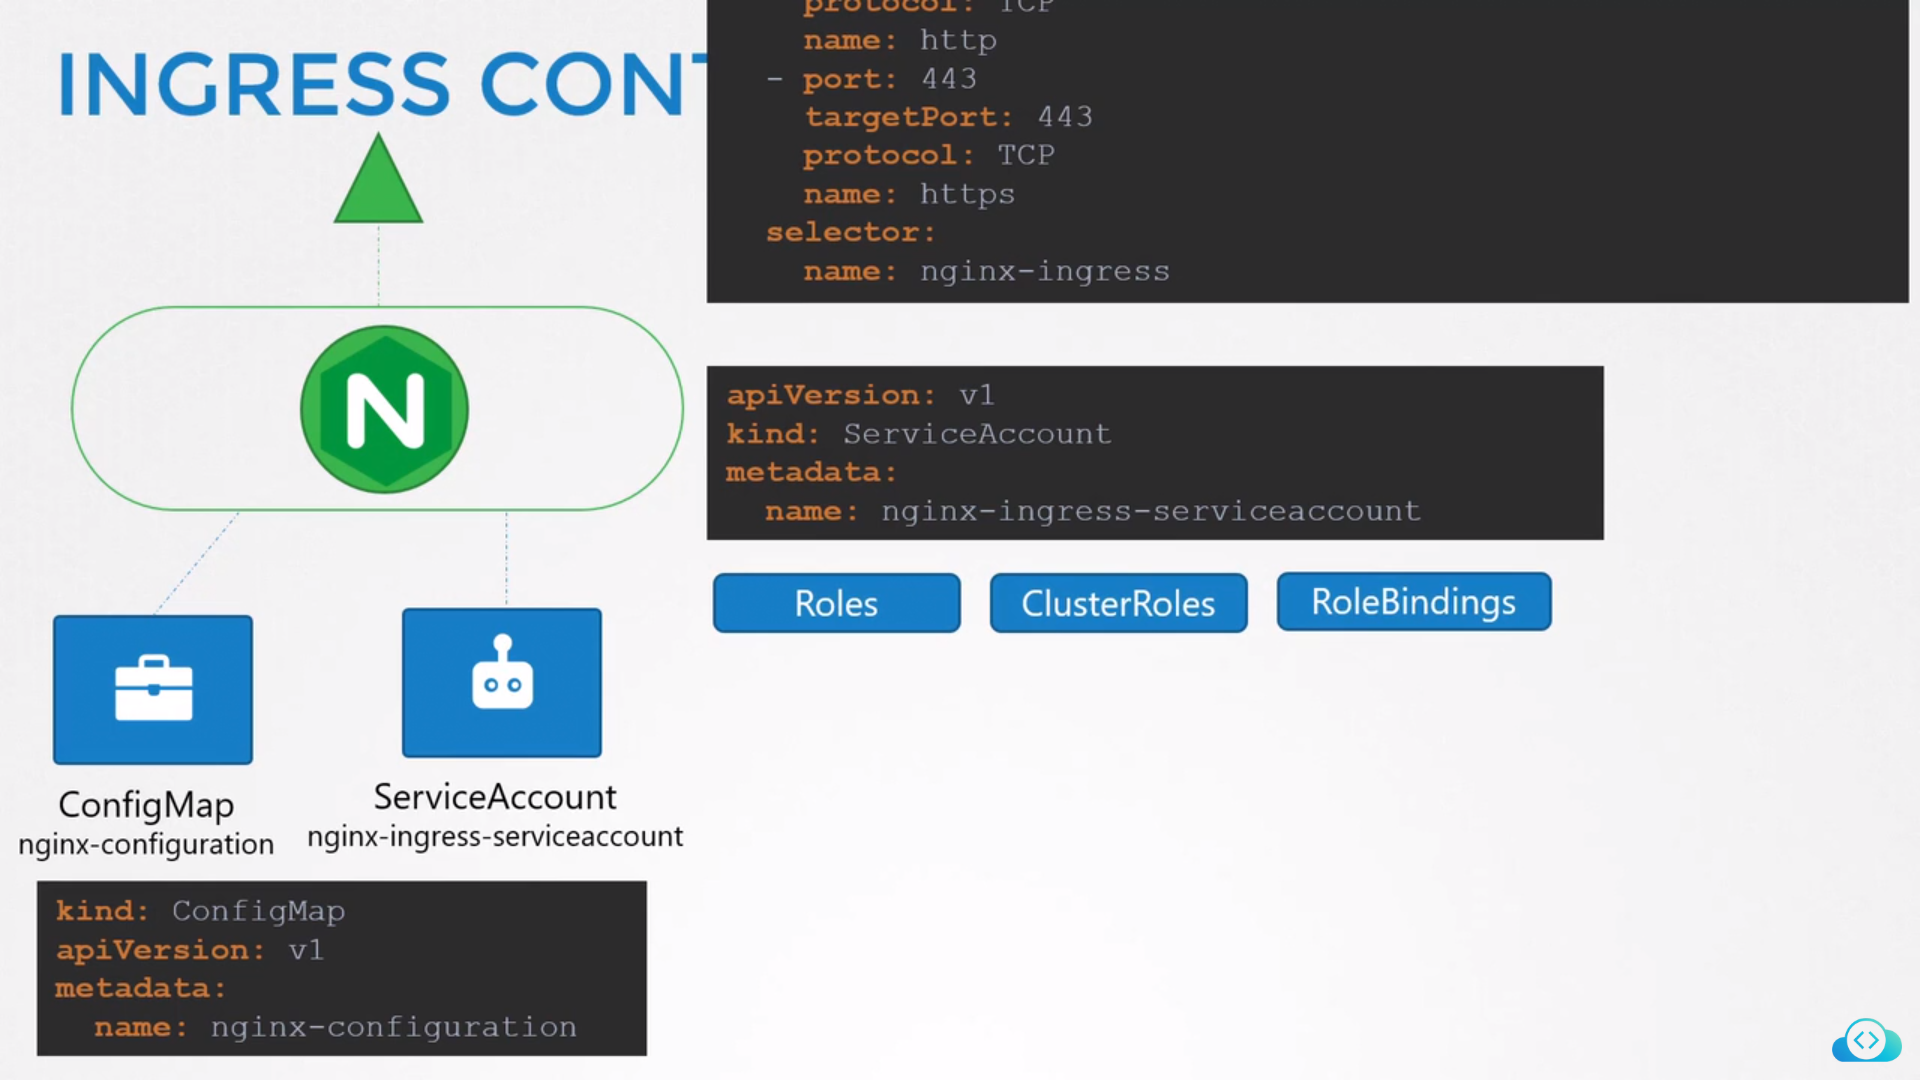 INGRESS CONT
protocol: TCP
name: http
- port: 443
targetPort: 443
protocol: TCP
name: https
selector:
name: nginx-ingress
N
apiVersion: v1
kind: ServiceAccount
metadata:
name: nginx-ingress-serviceaccount
Roles
ClusterRoles
RoleBindings
ConfigMap
nginx-configuration
ServiceAccount
nginx-ingress-serviceaccount
kind: ConfigMap
apiVersion: v1
metadata:
name: nginx-configuration